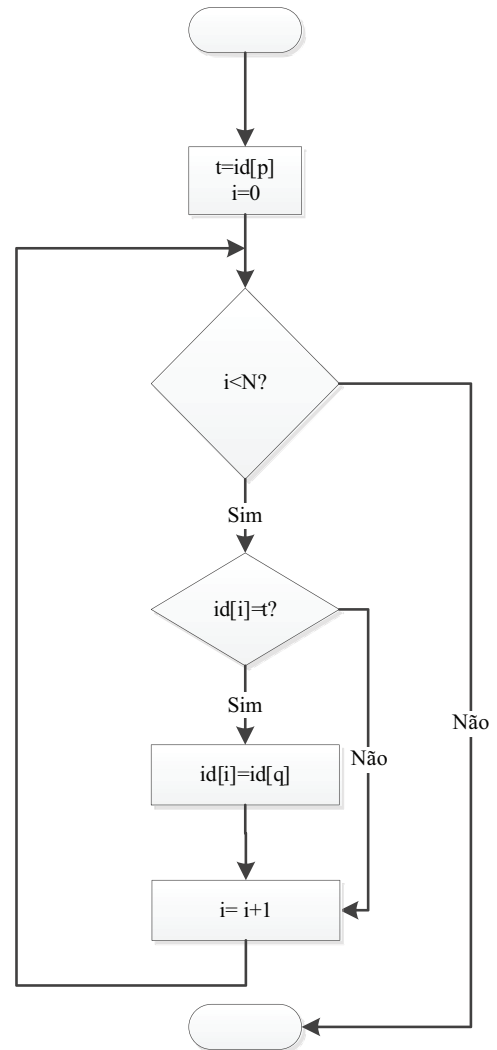 t=id[p]
i=0
i<N?
Sim
id[i]=t?
Sim
Não
Não
id[i]=id[q]
i= i+1